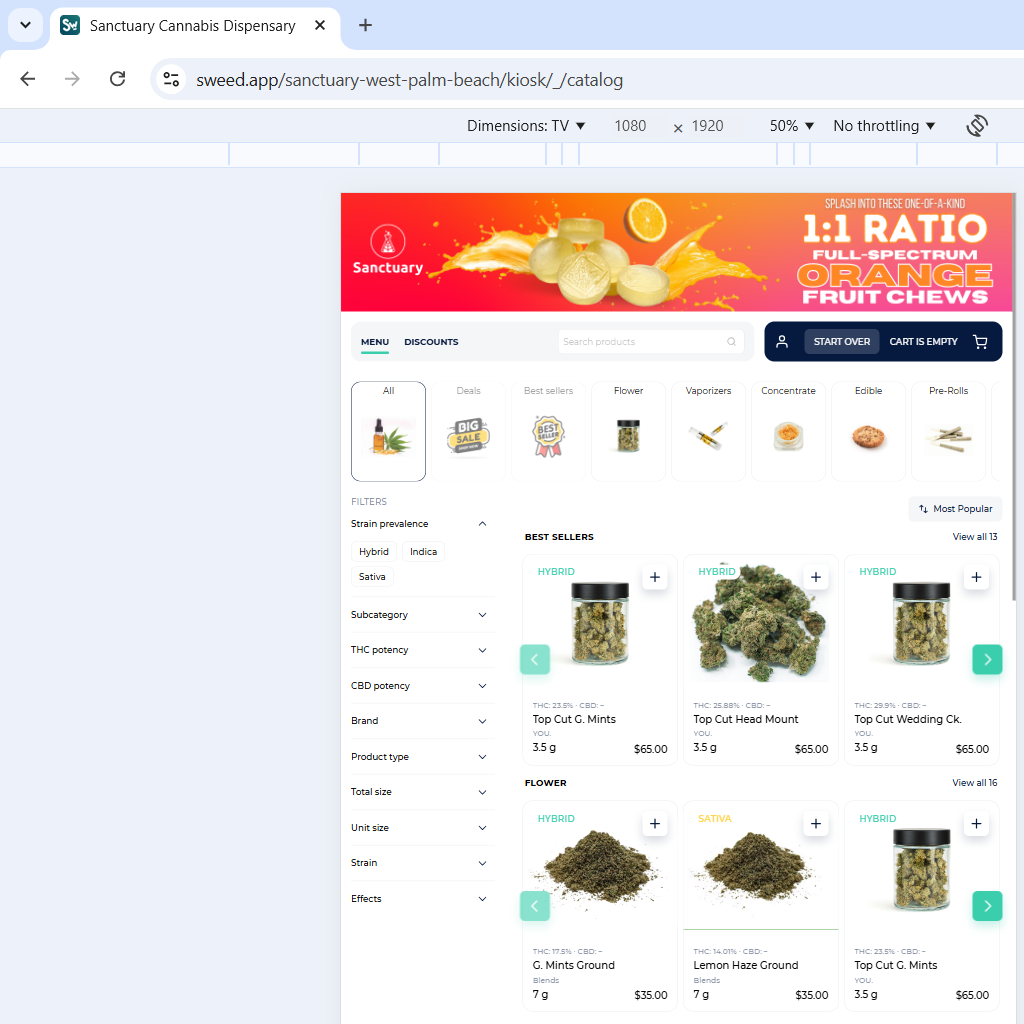 Sanctuary Cannabis Dispensary
sweed.app/sanctuary-west-palm-beach/kiosk/_/catalog
Dimensions: TV 1080 × 1920 50% No throttling
SPLASH INTO THESE ONE-OF-A-KIND
1:1 RATIO
FULL-SPECTRUM
ORANGE
FRUIT CHEWS
Sanctuary
MENU DISCOUNTS Search products START OVER CART IS EMPTY
All Deals Best sellers Flower Vaporizers Concentrate Edible Pre-Rolls
BIG
SALE
BEST
SELLER
FILTERS
Most Popular
Strain prevalence
Hybrid Indica
Sativa
Subcategory
THC potency
CBD potency
Brand
Product type
Total size
Unit size
Strain
Effects
BEST SELLERS View all 13
HYBRID HYBRID HYBRID
THC: 23.5% · CBD: – THC: 25.88% · CBD: – THC: 29.9% · CBD: –
Top Cut G. Mints Top Cut Head Mount Top Cut Wedding Ck.
YOU. YOU. YOU.
3.5 g $65.00 3.5 g $65.00 3.5 g $65.00
FLOWER View all 16
HYBRID SATIVA HYBRID
THC: 17.5% · CBD: – THC: 14.01% · CBD: – THC: 23.5% · CBD: –
G. Mints Ground Lemon Haze Ground Top Cut G. Mints
Blends Blends YOU.
7 g $35.00 7 g $35.00 3.5 g $65.00